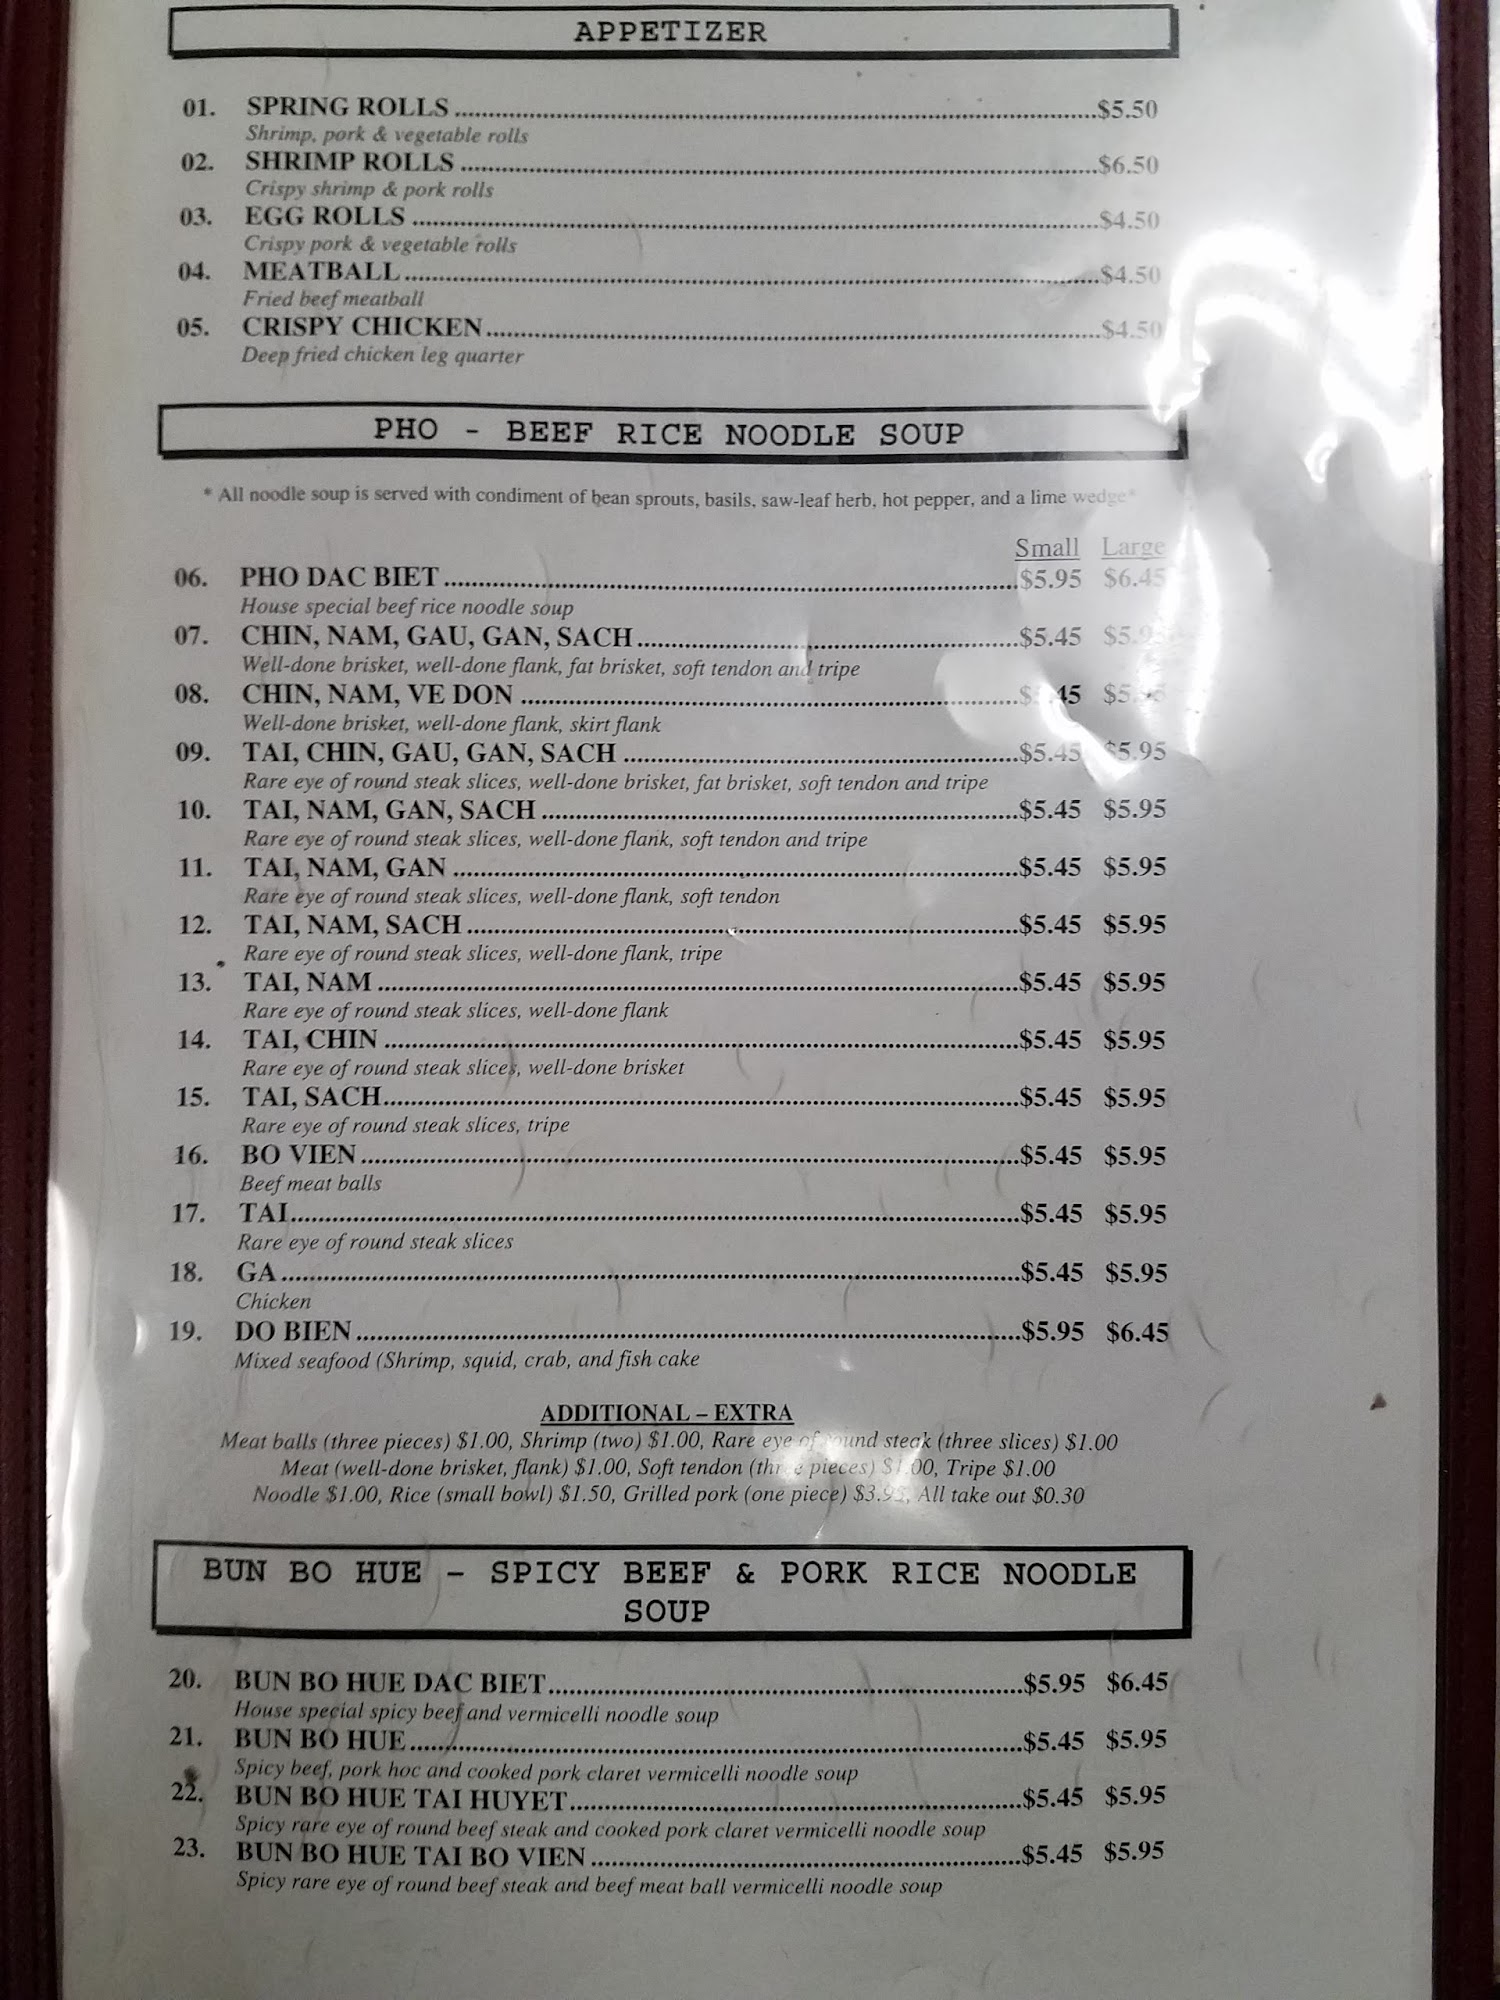 APPETIZER
01. SPRING ROLLS $5.50
Shrimp, pork & vegetable rolls
02. SHRIMP ROLLS $6.50
Crispy shrimp & pork rolls
03. EGG ROLLS $4.50
Crispy pork & vegetable rolls
04. MEATBALL $4.50
Fried beef meatball
05. CRISPY CHICKEN $4.50
Deep fried chicken leg quarter
PHO - BEEF RICE NOODLE SOUP
* All noodle soup is served with condiment of bean sprouts, basils, saw-leaf herb, hot pepper, and a lime wedge*
Small Large
06. PHO DAC BIET $5.95 $6.45
House special beef rice noodle soup
07. CHIN, NAM, GAU, GAN, SACH $5.45
Well-done brisket, well-done flank, fat brisket, soft tendon and tripe
08. CHIN, NAM, VE DON
Well-done brisket, well-done flank, skirt flank
09. TAI, CHIN, GAU, GAN, SACH $5.45 $5.95
Rare eye of round steak slices, well-done brisket, fat brisket, soft tendon and tripe
10. TAI, NAM, GAN, SACH $5.45 $5.95
Rare eye of round steak slices, well-done flank, soft tendon and tripe
11. TAI, NAM, GAN $5.45 $5.95
Rare eye of round steak slices, well-done flank, soft tendon
12. TAI, NAM, SACH $5.45 $5.95
Rare eye of round steak slices, well-done flank, tripe
13. TAI, NAM $5.45 $5.95
Rare eye of round steak slices, well-done flank
14. TAI, CHIN $5.45 $5.95
Rare eye of round steak slices, well-done brisket
15. TAI, SACH $5.45 $5.95
Rare eye of round steak slices, tripe
16. BO VIEN $5.45 $5.95
Beef meat balls
17. TAI $5.45 $5.95
Rare eye of round steak slices
18. GA $5.45 $5.95
Chicken
19. DO BIEN $5.95 $6.45
Mixed seafood (Shrimp, squid, crab, and fish cake
ADDITIONAL – EXTRA
Meat balls (three pieces) $1.00, Shrimp (two) $1.00, Rare eye of round steak (three slices) $1.00
Meat (well-done brisket, flank) $1.00, Soft tendon (three pieces) $1.00, Tripe $1.00
Noodle $1.00, Rice (small bowl) $1.50, Grilled pork (one piece) All take out $0.30
BUN BO HUE - SPICY BEEF & PORK RICE NOODLE
SOUP
20. BUN BO HUE DAC BIET $5.95 $6.45
House special spicy beef and vermicelli noodle soup
21. BUN BO HUE $5.45 $5.95
Spicy beef, pork hoc and cooked pork claret vermicelli noodle soup
22. BUN BO HUE TAI HUYET $5.45 $5.95
Spicy rare eye of round beef steak and cooked pork claret vermicelli noodle soup
23. BUN BO HUE TAI BO VIEN $5.45 $5.95
Spicy rare eye of round beef steak and beef meat ball vermicelli noodle soup